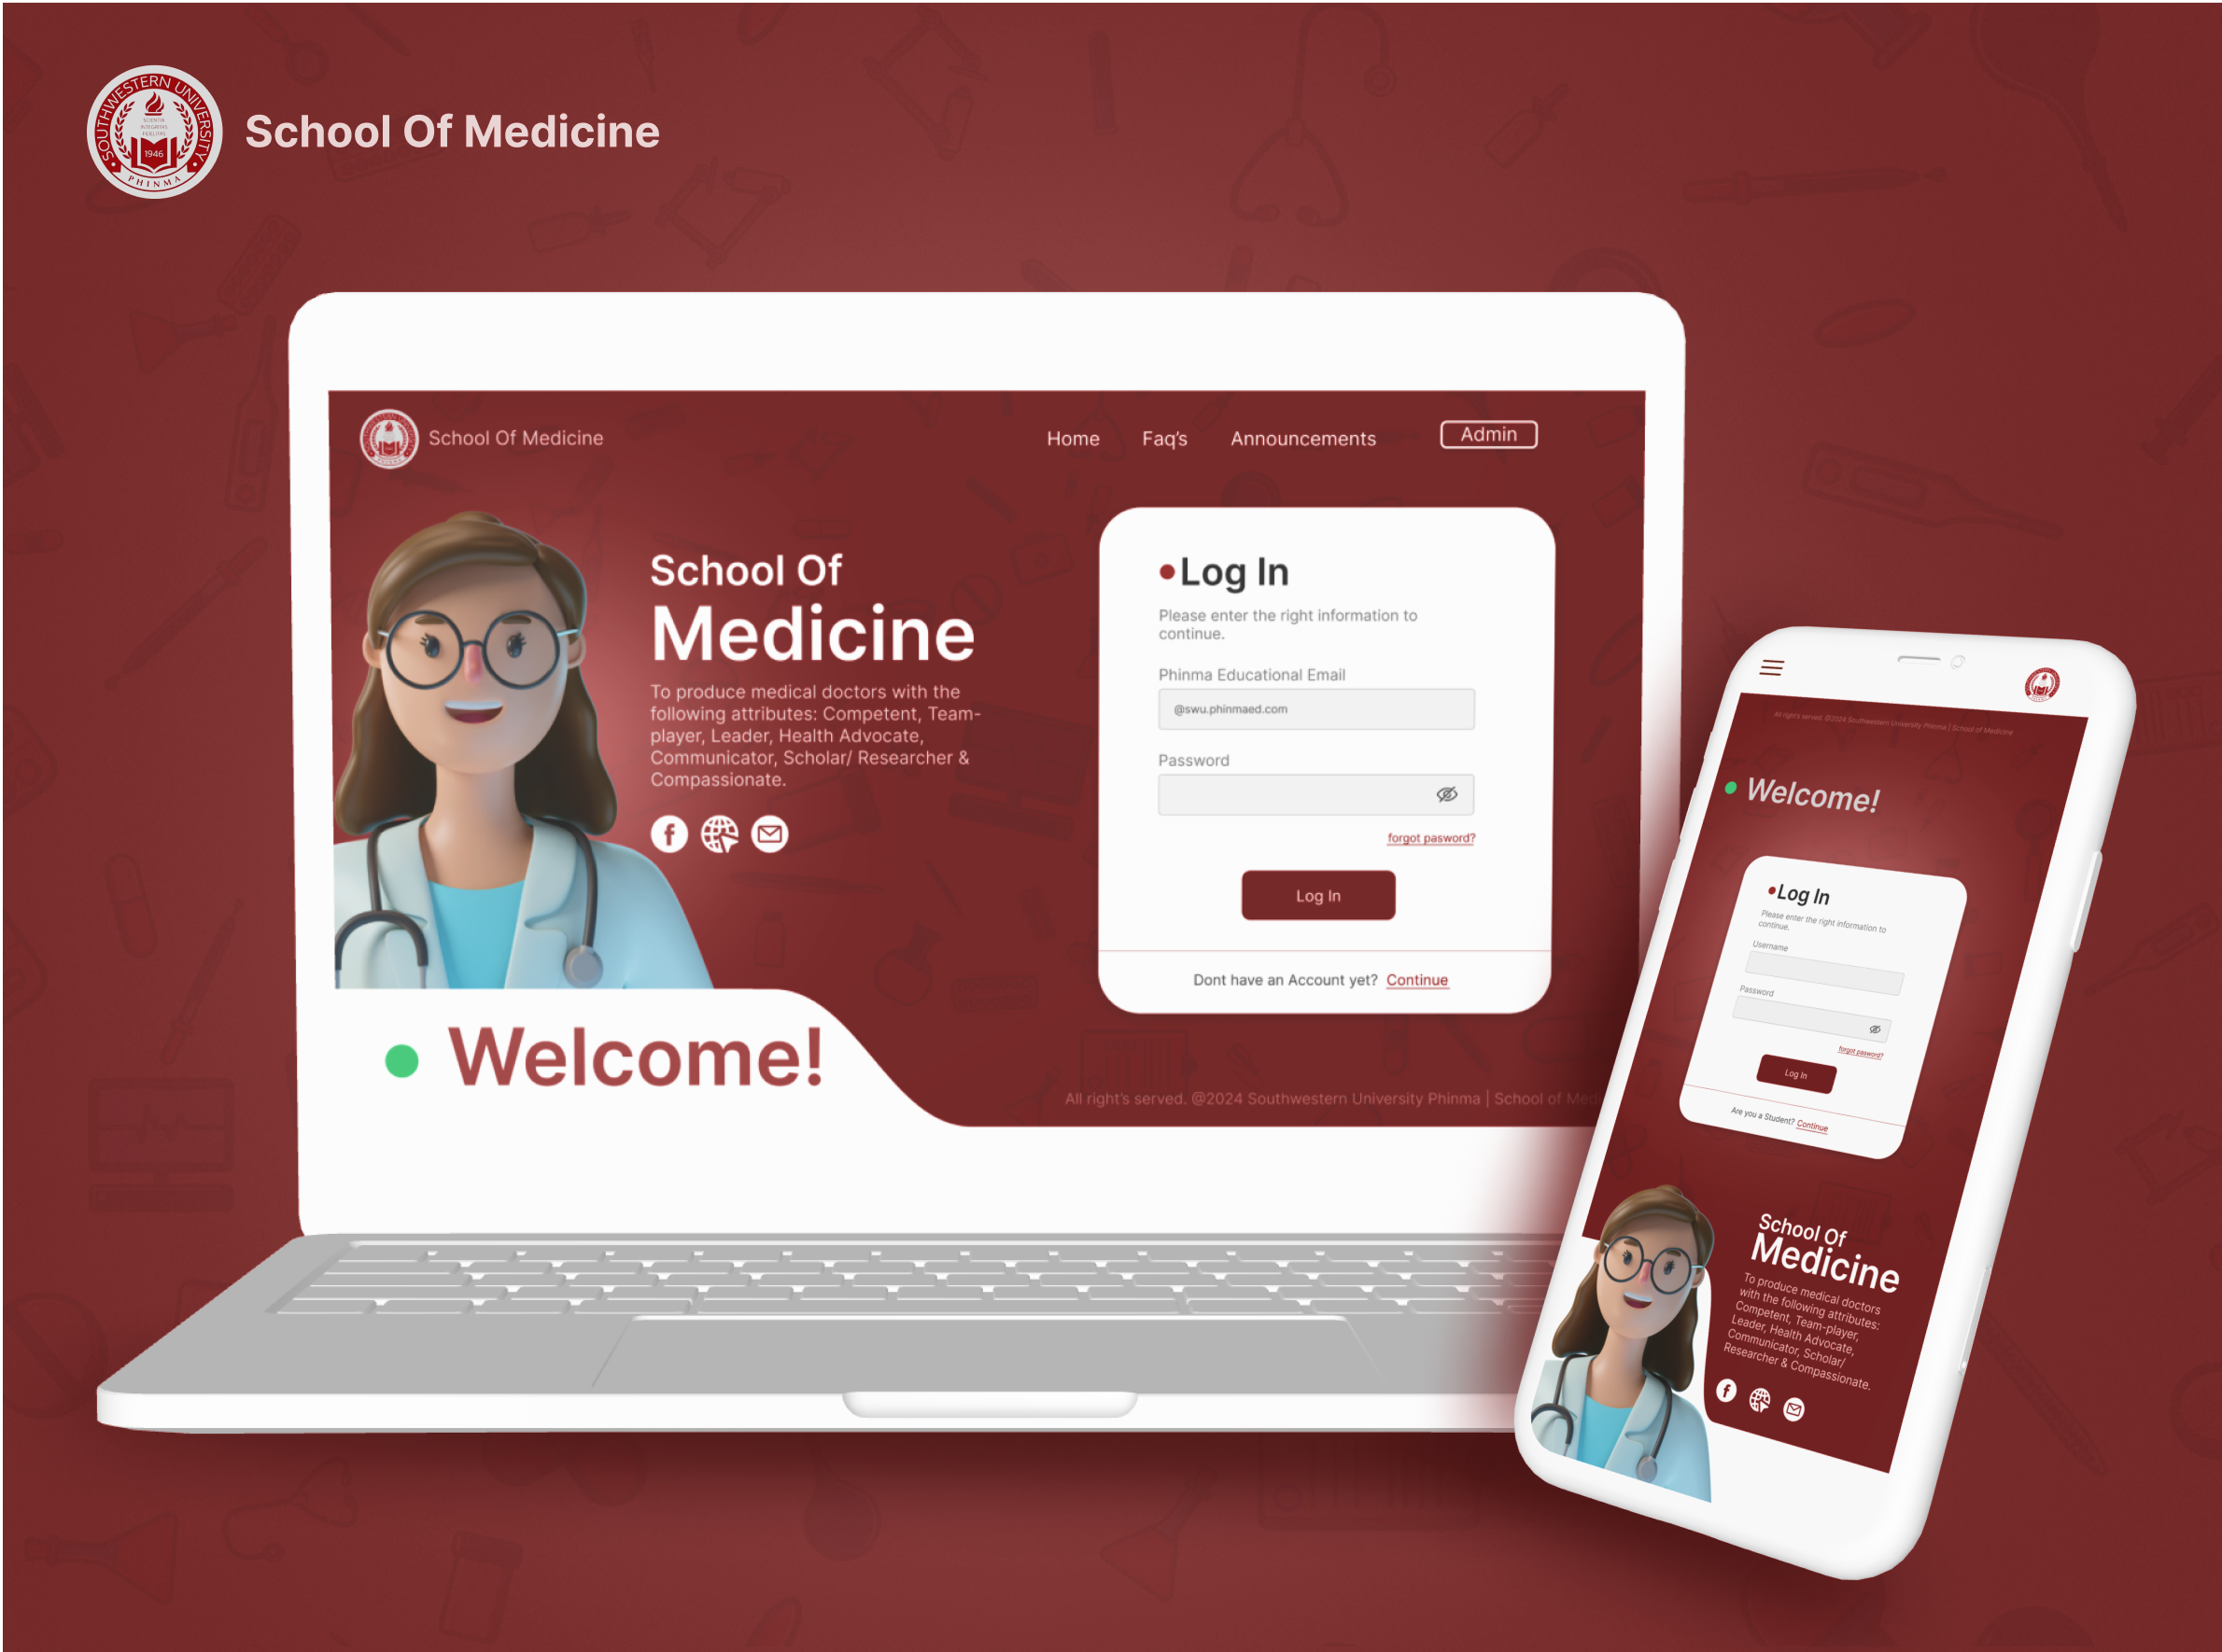 SOUTHWESTERN UNIVERSITY
SCIENTIA
INTEGRITAS
1946
PHINMA
School Of Medicine
School Of Medicine
Home
Faq's
Announcements
Admin
School Of
Medicine
To produce medical doctors with the
following attributes: Competent, Team-
player, Leader, Health Advocate,
Communicator, Scholar/ Researcher &
Compassionate.
Log In
Please enter the right information to
continue.
Phinma Educational Email
@swu.phinmaed.com
Password
forgot pasword?
Log In
Dont have an Account yet? Continue
Welcome!
All right's served. @2024 Southwestern University Phinma | School of Med
All right's served. @2024 Southwestern University Phinma | School of Medicine
Welcome!
Log In
Please enter the right information to
continue.
Username
Password
forgot pasword?
Log In
Are you a Student? Continue
School Of
Medicine
To produce medical doctors
with the following attributes:
Competent, Team-player,
Leader, Health Advocate,
Communicator, Scholar/
Researcher & Compassionate.